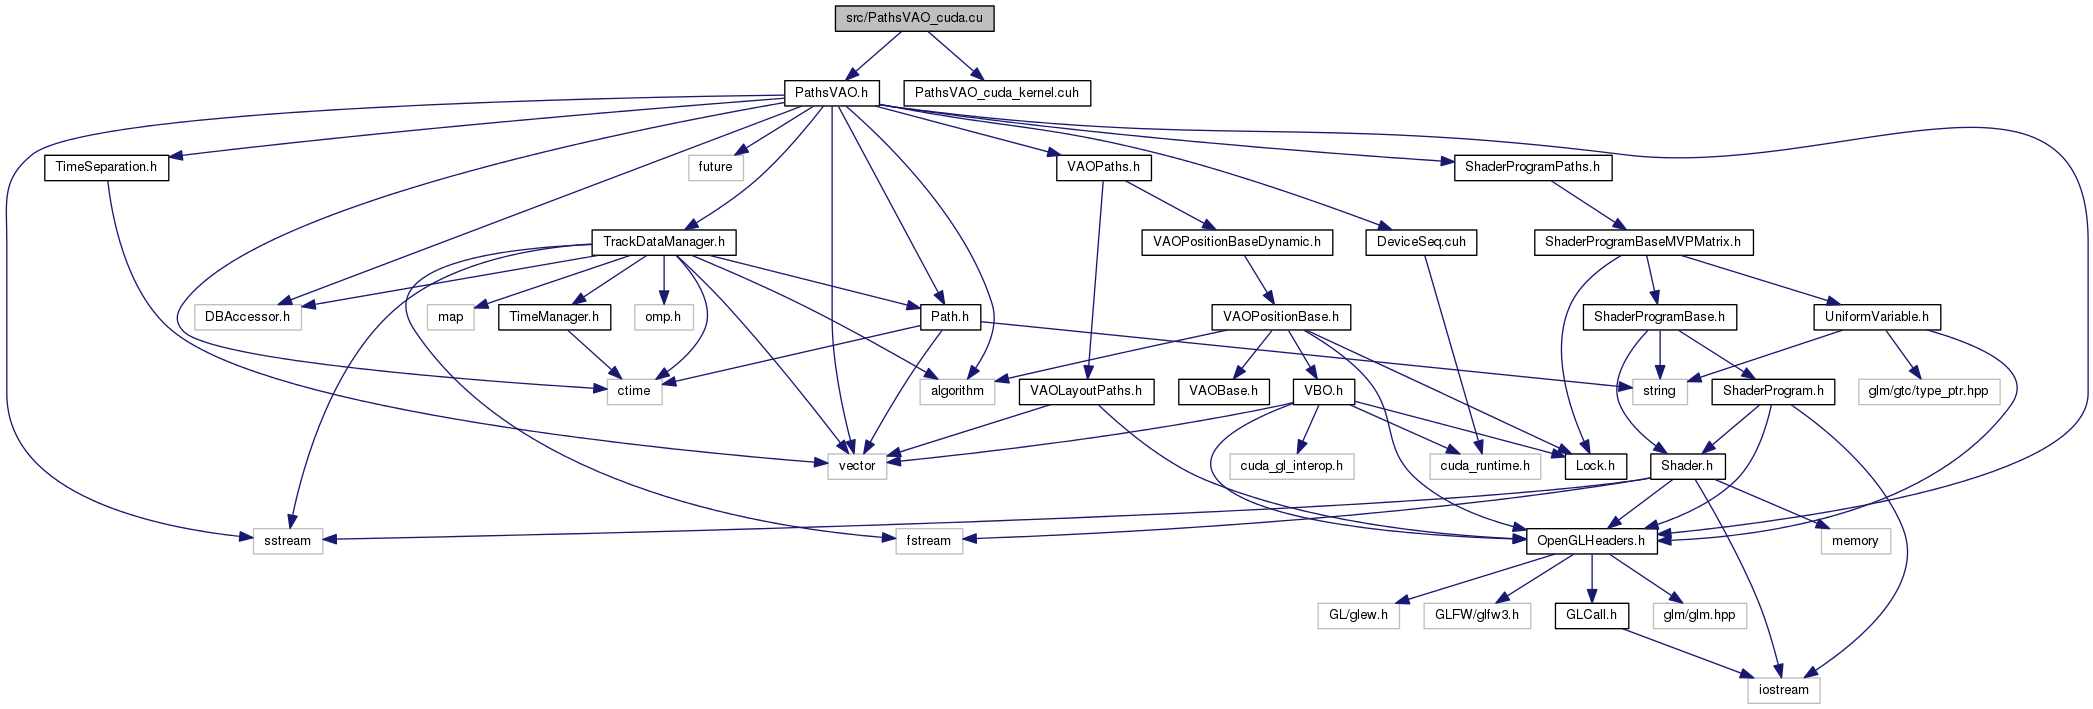 src/PathsVAO_cuda.cu
PathsVAO.h
PathsVAO_cuda_kernel.cuh
TimeSeparation.h
future
VAOPaths.h
ShaderProgramPaths.h
TrackDataManager.h
VAOPositionBaseDynamic.h
DeviceSeq.cuh
ShaderProgramBaseMVPMatrix.h
DBAccessor.h
map
TimeManager.h
omp.h
Path.h
VAOPositionBase.h
ShaderProgramBase.h
UniformVariable.h
ctime
algorithm
VAOLayoutPaths.h
VAOBase.h
VBO.h
string
ShaderProgram.h
glm/gtc/type_ptr.hpp
vector
cuda_gl_interop.h
cuda_runtime.h
Lock.h
Shader.h
sstream
fstream
OpenGLHeaders.h
memory
GL/glew.h
GLFW/glfw3.h
GLCall.h
glm/glm.hpp
iostream